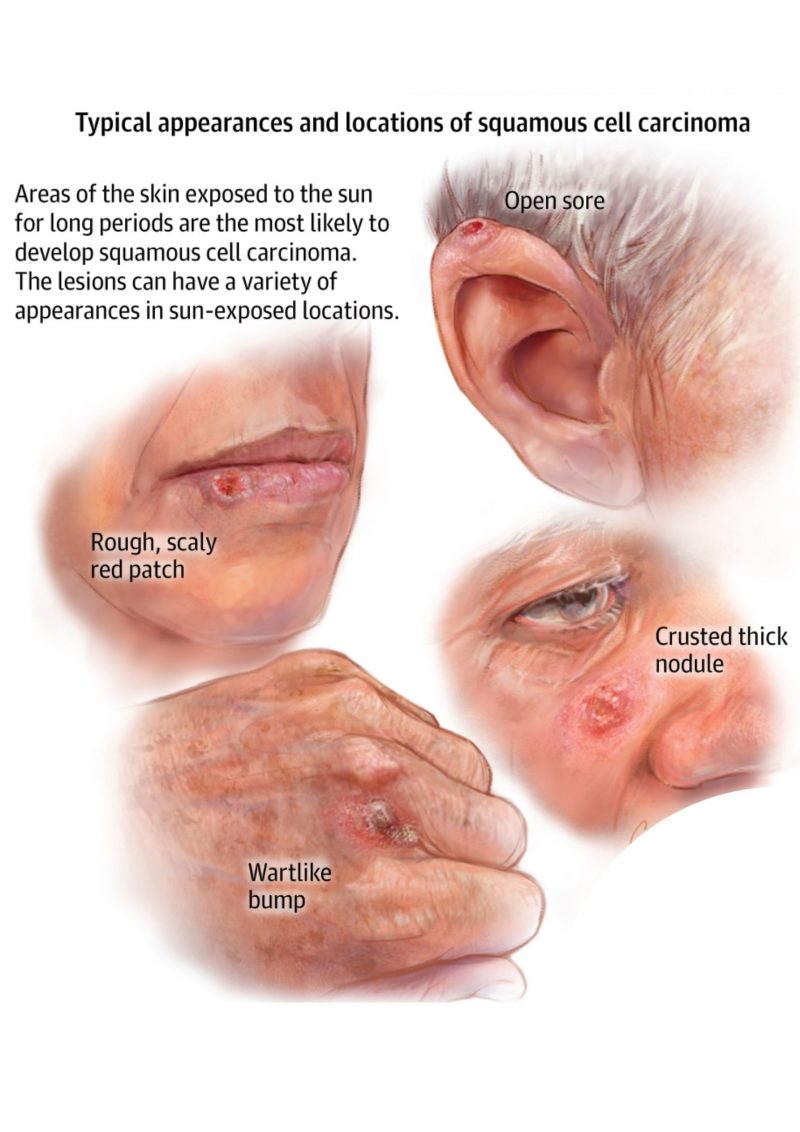 Typical appearances and locations of squamous cell carcinoma
Areas of the skin exposed to the sun
for long periods are the most likely to
develop squamous cell carcinoma.
The lesions can have a variety of
appearances in sun-exposed locations.
Open sore
Rough, scaly
red patch
Crusted thick
nodule
Wartlike
bump